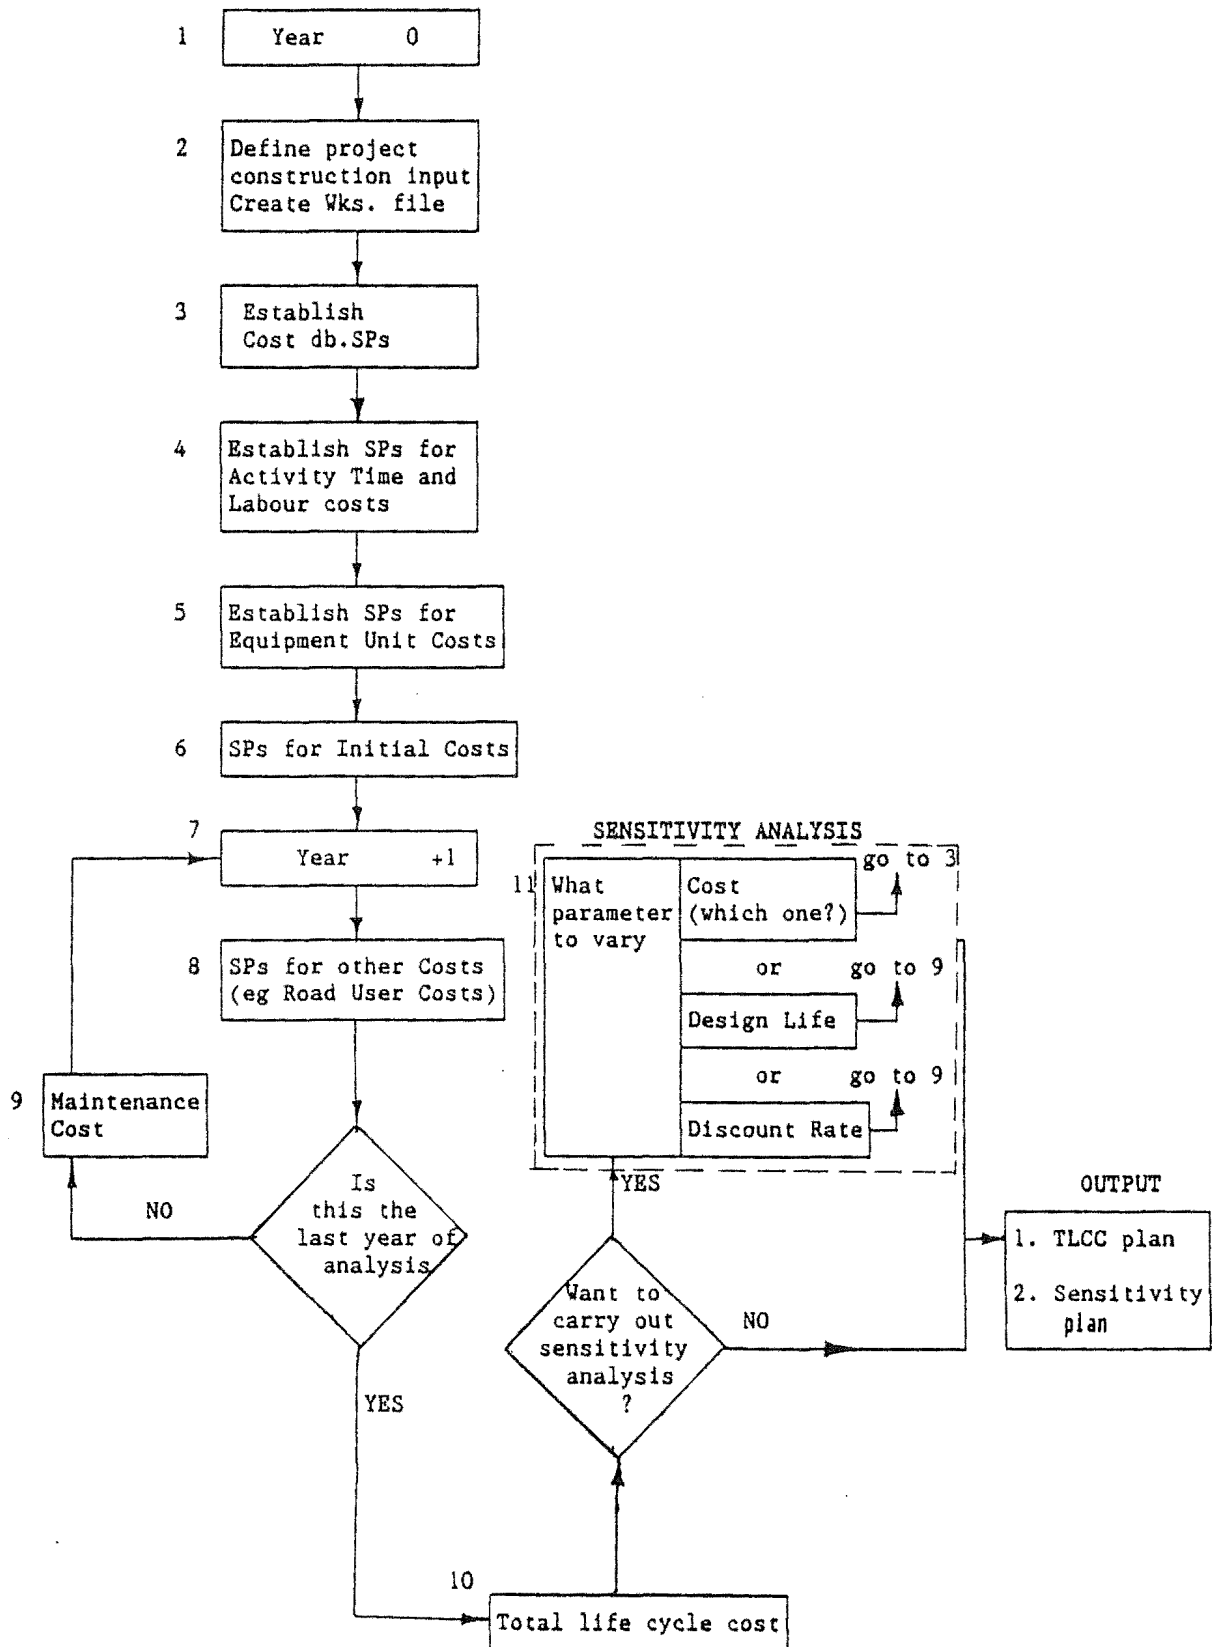 1 Year 0
2 Define project
construction input
Create Wks. file
3 Establish
Cost db.SPs
4 Establish SPs for
Activity Time and
Labour costs
5 Establish SPs for
Equipment Unit Costs
6 SPs for Initial Costs
7
Year +1
8 SPs for other Costs
(eg Road User Costs)
9 Maintenance
Cost
Is
this the
last year of
analysis
NO
YES
10
Total life cycle cost
Want to
carry out
sensitivity
analysis
?
NO
YES
SENSITIVITY ANALYSIS
11 What
parameter
to vary
Cost
(which one?)
go to 3
or go to 9
Design Life
or go to 9
Discount Rate
OUTPUT
1. TLCC plan
2. Sensitivity
plan